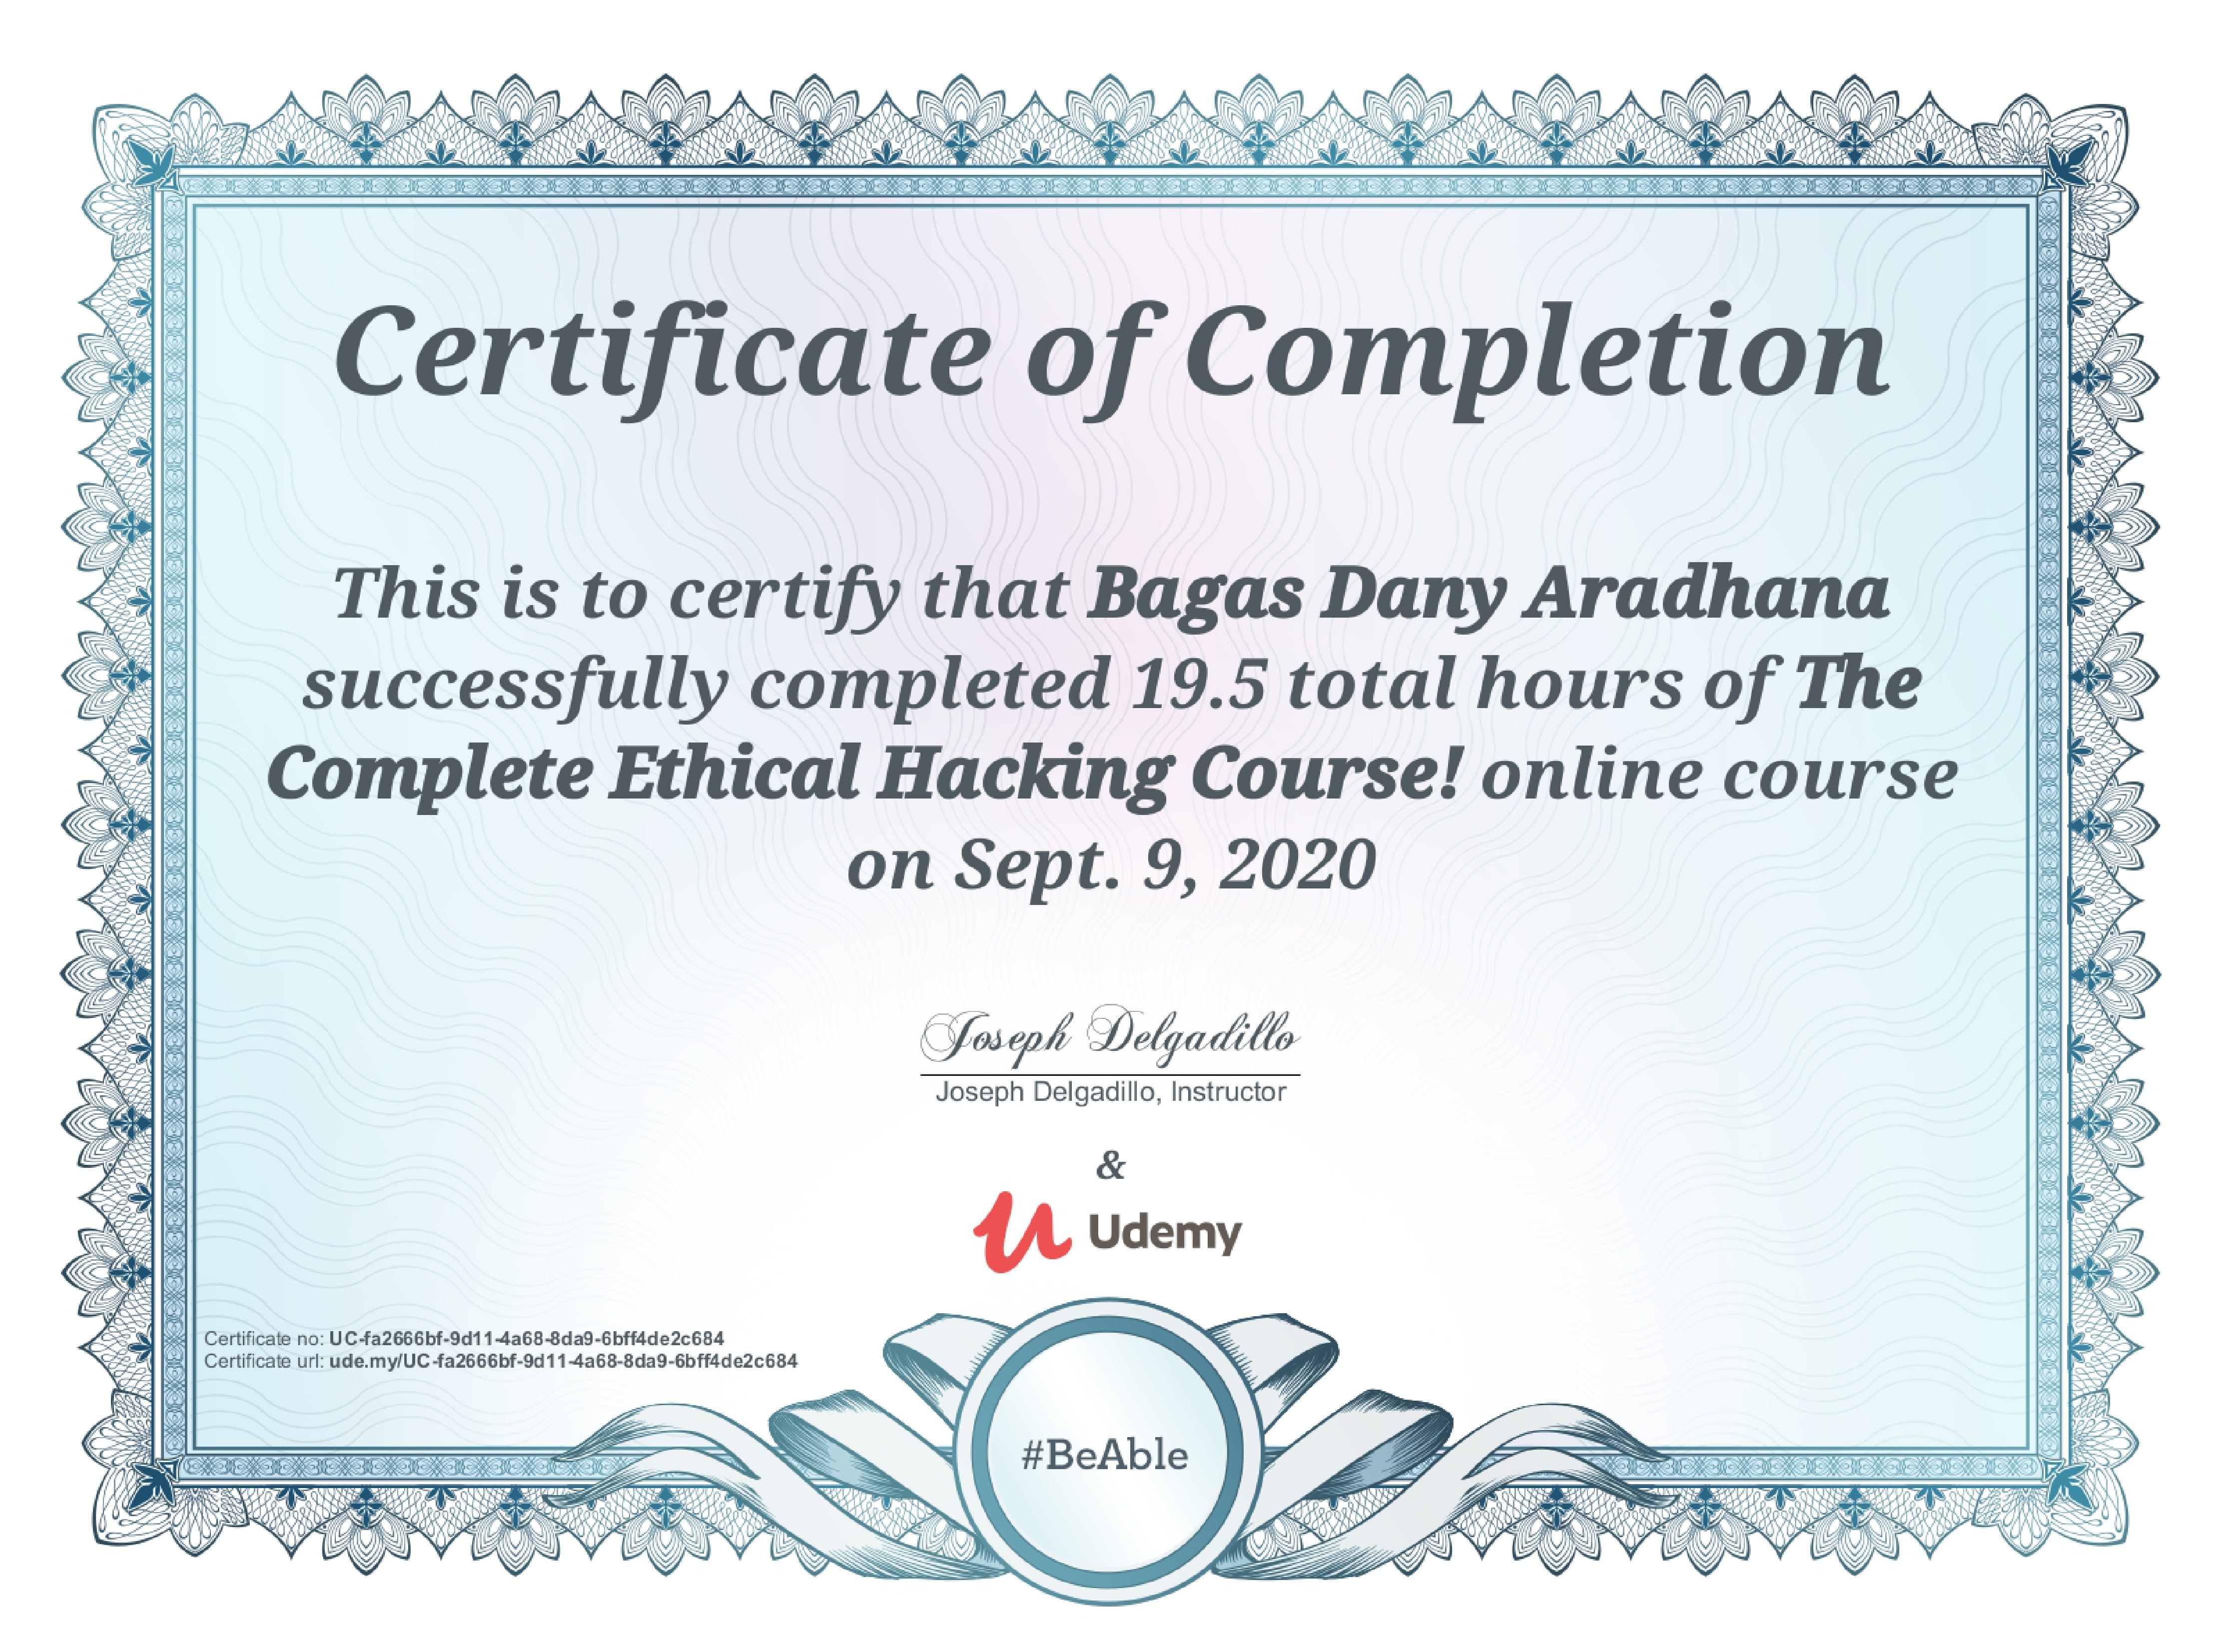 Certificate of Completion
This is to certify that Bagas Dany Aradhana
successfully completed 19.5 total hours of The
Complete Ethical Hacking Course! online course
on Sept. 9, 2020
Joseph Delgadillo
Joseph Delgadillo, Instructor
&
Udemy
Certificate no: UC-fa2666bf-9d11-4a68-8da9-6bff4de2c684
Certificate url: ude.my/UC-fa2666bf-9d11-4a68-8da9-6bff4de2c684
#BeAble